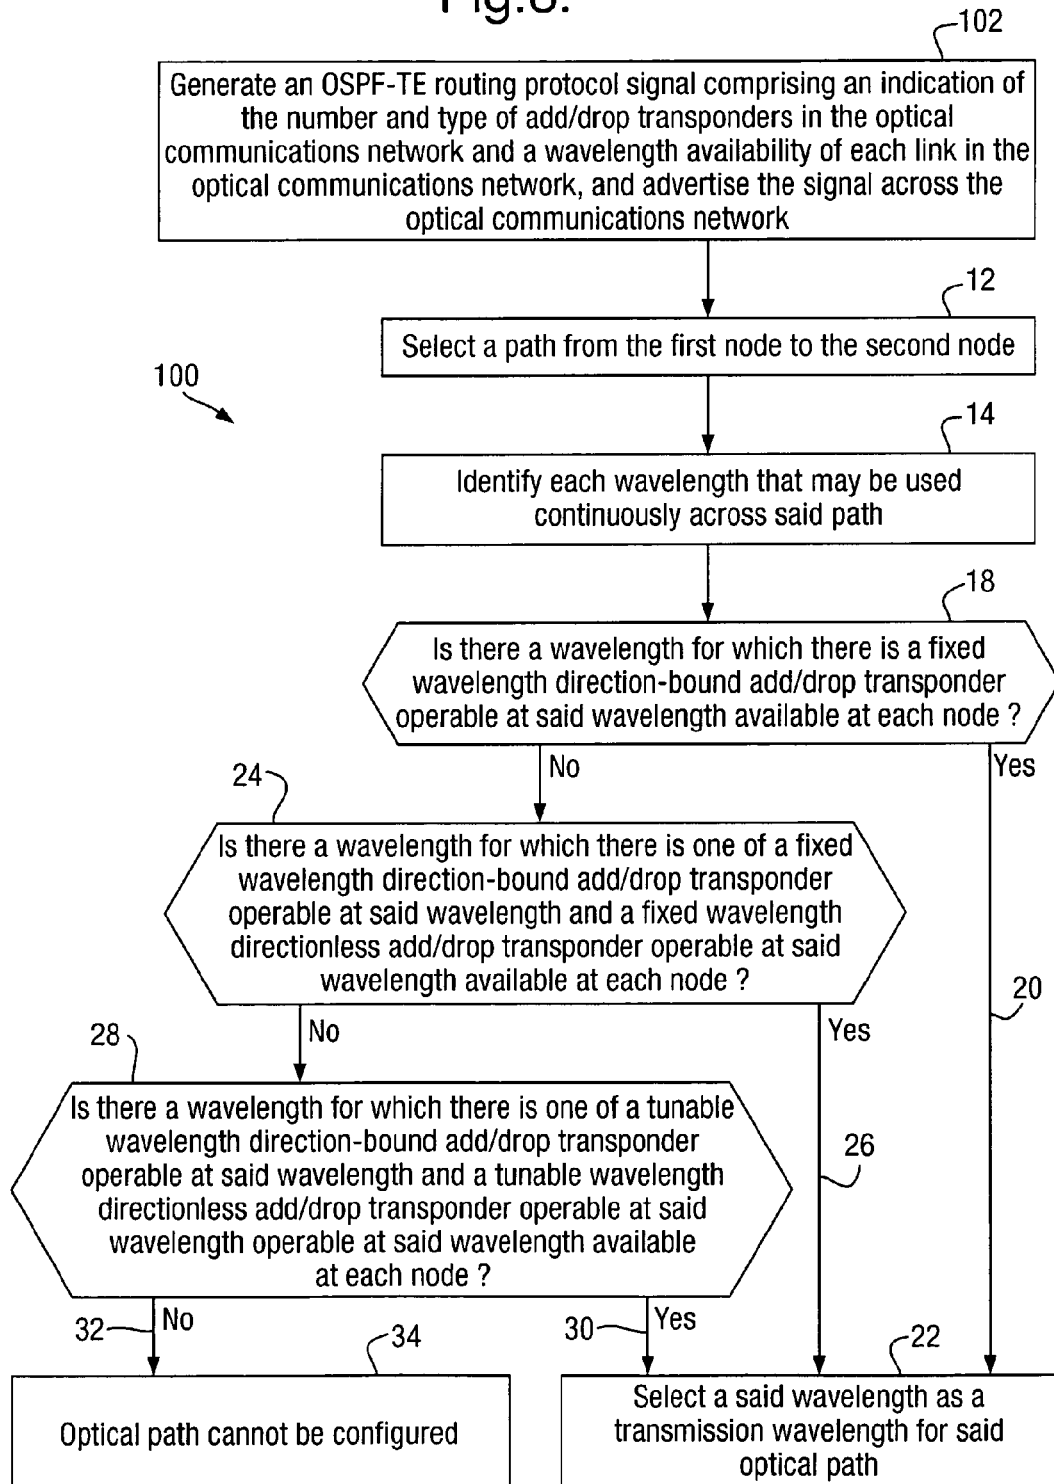 102
Generate an OSPF-TE routing protocol signal comprising an indication of
the number and type of add/drop transponders in the optical
communications network and a wavelength availability of each link in the
optical communications network, and advertise the signal across the
optical communications network
12
Select a path from the first node to the second node
100
14
Identify each wavelength that may be used
continuously across said path
18
Is there a wavelength for which there is a fixed
wavelength direction-bound add/drop transponder
operable at said wavelength available at each node ?
No
Yes
24
Is there a wavelength for which there is one of a fixed
wavelength direction-bound add/drop transponder
operable at said wavelength and a fixed wavelength
directionless add/drop transponder operable at said
wavelength available at each node ?
20
No
Yes
28
Is there a wavelength for which there is one of a tunable
wavelength direction-bound add/drop transponder
operable at said wavelength and a tunable wavelength
directionless add/drop transponder operable at said
wavelength operable at said wavelength available
at each node ?
26
32
No
30
Yes
34
22
Optical path cannot be configured
Select a said wavelength as a
transmission wavelength for said
optical path